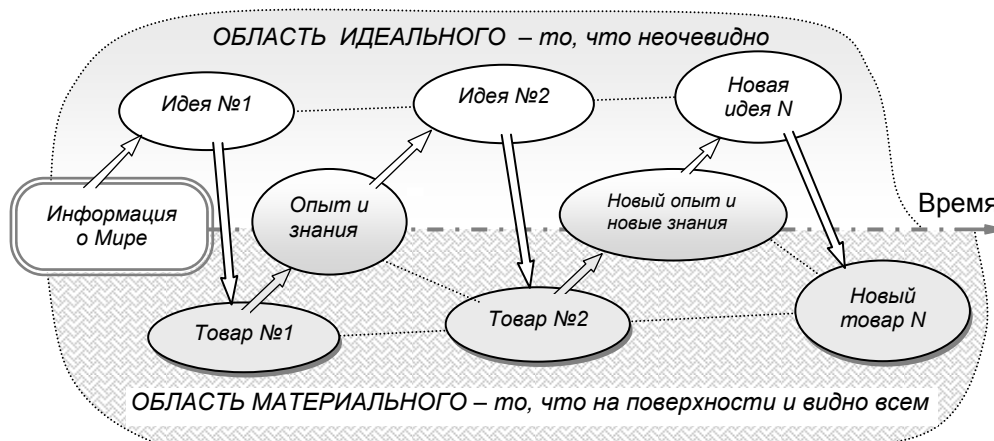 ОБЛАСТЬ ИДЕАЛЬНОГО – то, что неочевидно
Идея №1
Идея №2
Новая
идея N
Информация
о Мире
Опыт и
знания
Новый опыт и
новые знания
Время
Товар №1
Товар №2
Новый
товар N
ОБЛАСТЬ МАТЕРИАЛЬНОГО – то, что на поверхности и видно всем